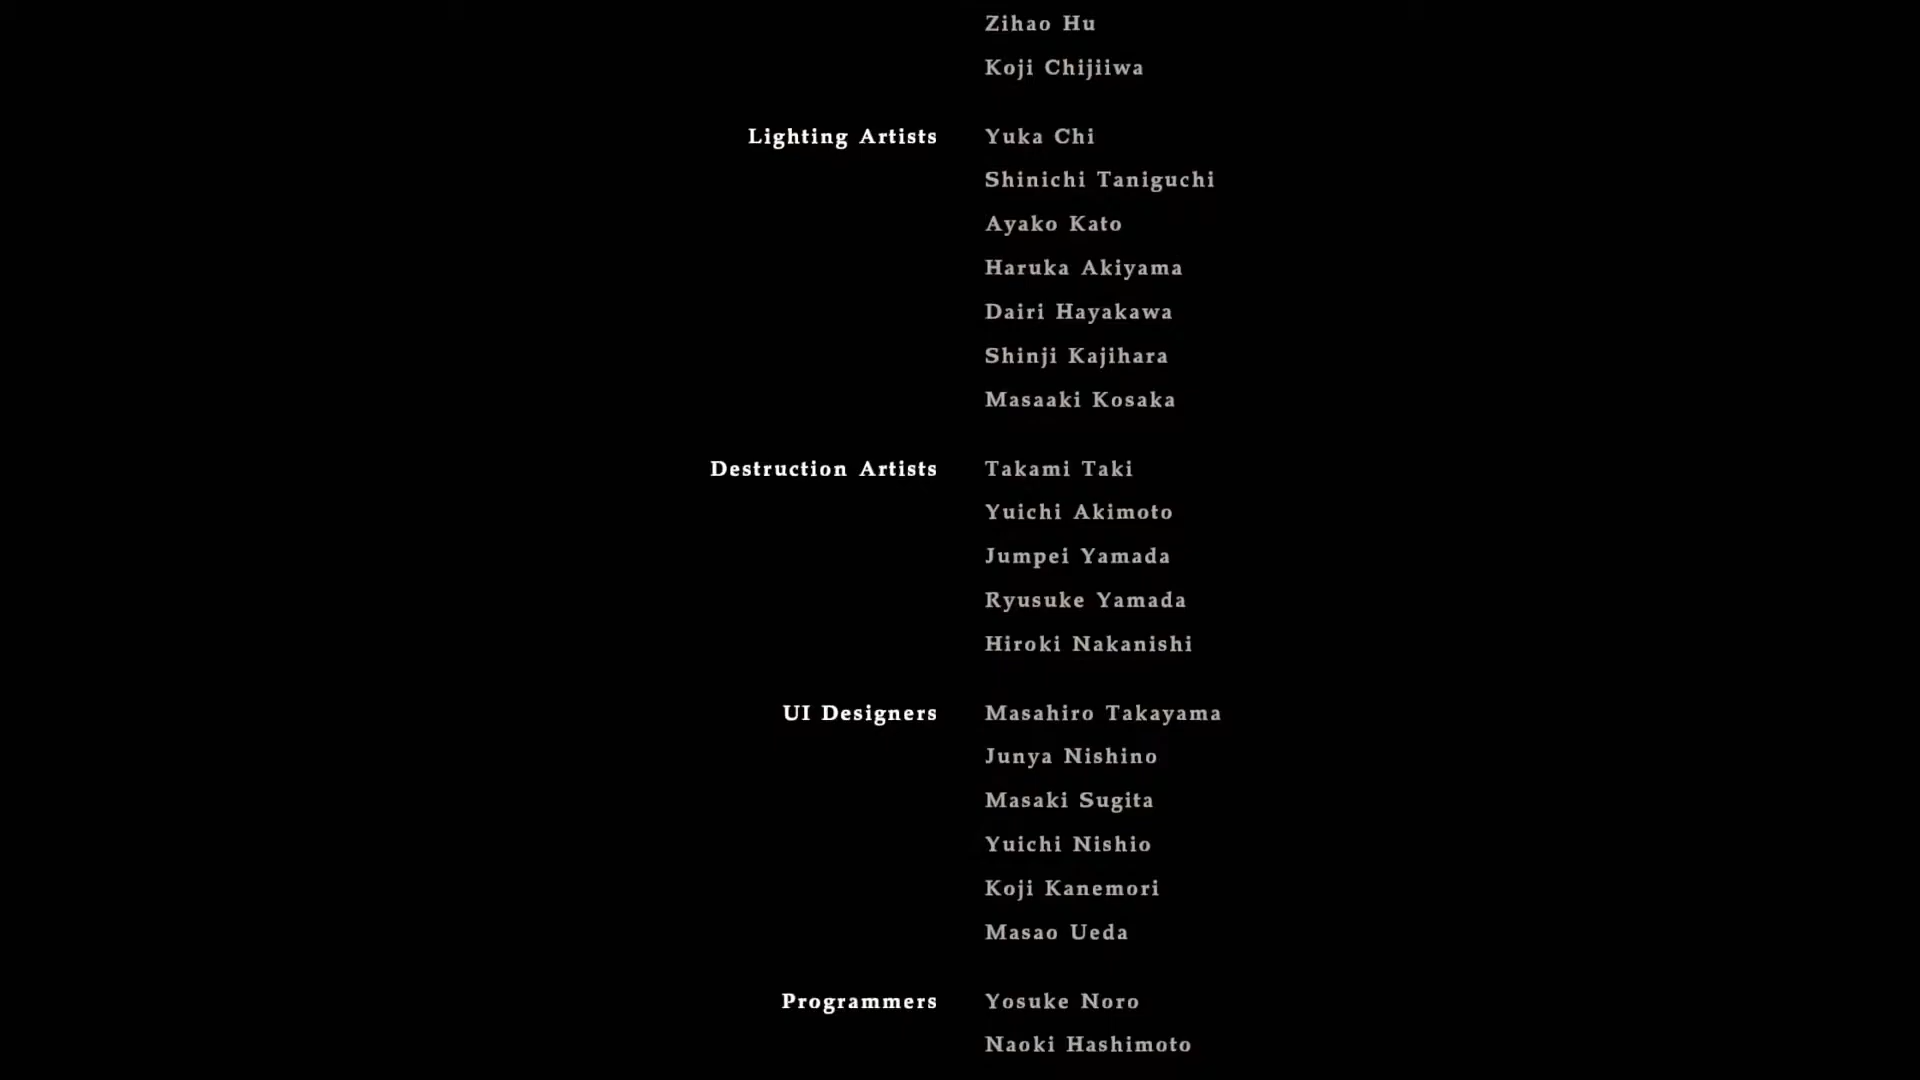 Zihao Hu
Koji Chijiiwa
Lighting Artists Yuka Chi
Shinichi Taniguchi
Ayako Kato
Haruka Akiyama
Dairi Hayakawa
Shinji Kajihara
Masaaki Kosaka
Destruction Artists Takami Taki
Yuichi Akimoto
Jumpei Yamada
Ryusuke Yamada
Hiroki Nakanishi
UI Designers Masahiro Takayama
Junya Nishino
Masaki Sugita
Yuichi Nishio
Koji Kanemori
Masao Ueda
Programmers Yosuke Noro
Naoki Hashimoto